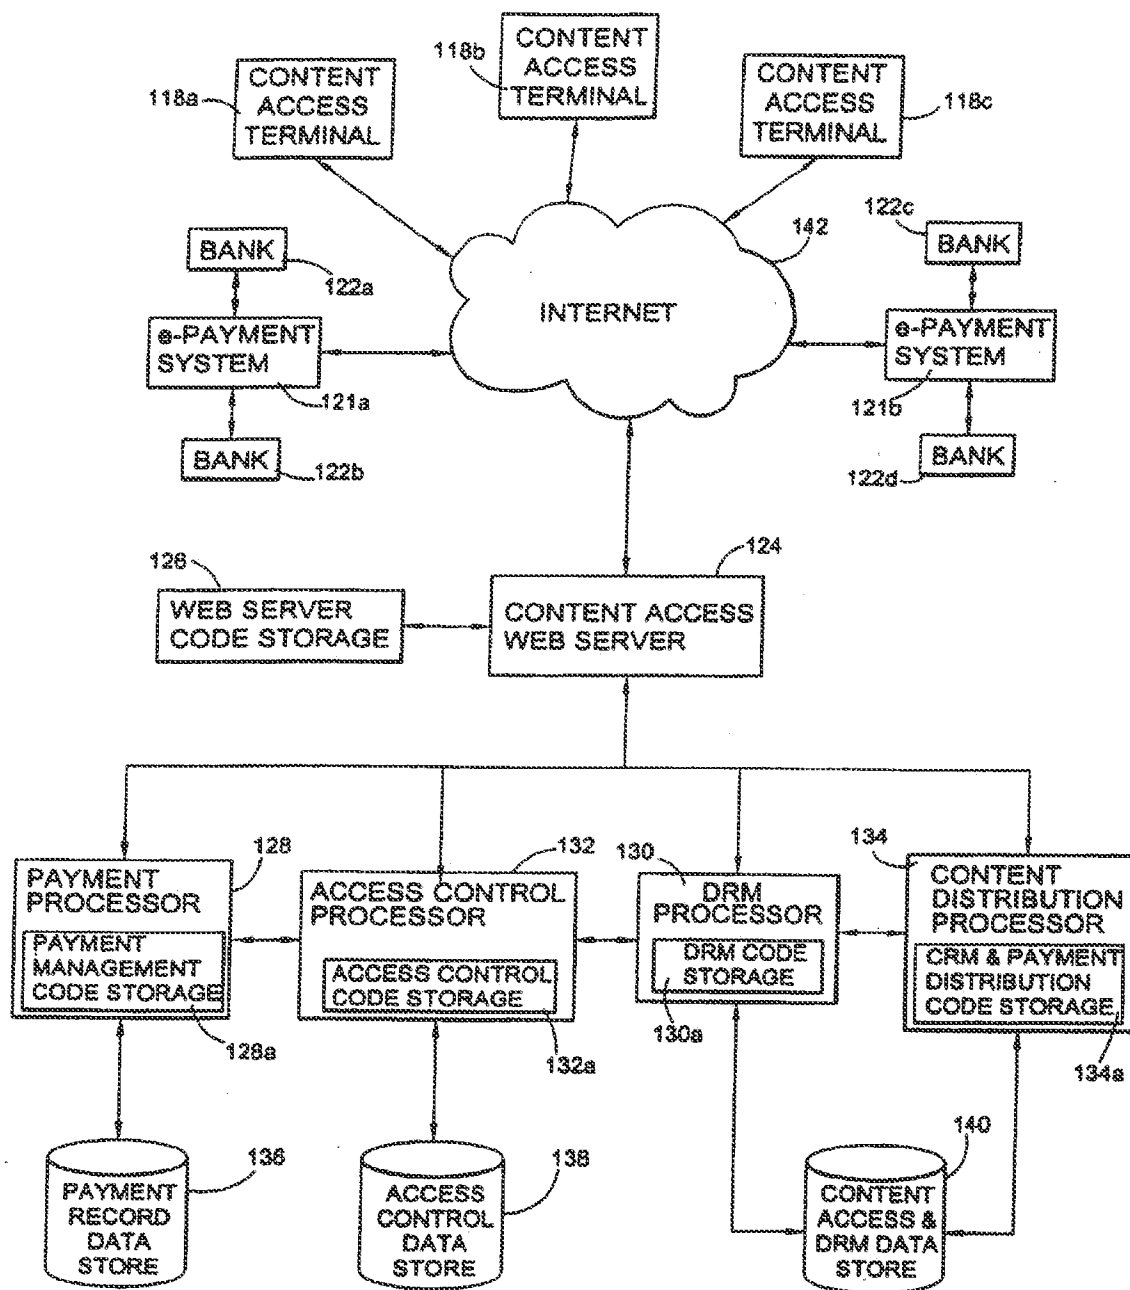 CONTENT
ACCESS
TERMINAL
118a
118b
CONTENT
ACCESS
TERMINAL
CONTENT
ACCESS
TERMINAL
118c
BANK
122a
e-PAYMENT
SYSTEM
121a
BANK
122b
INTERNET
142
122c
BANK
e-PAYMENT
SYSTEM
121b
BANK
122d
126
WEB SERVER
CODE STORAGE
124
CONTENT ACCESS
WEB SERVER
128
PAYMENT
PROCESSOR
PAYMENT
MANAGEMENT
CODE STORAGE
128a
132
ACCESS CONTROL
PROCESSOR
ACCESS CONTROL
CODE STORAGE
132a
130
DRM
PROCESSOR
DRM CODE
STORAGE
130a
134
CONTENT
DISTRIBUTION
PROCESSOR
CRM & PAYMENT
DISTRIBUTION
CODE STORAGE
134a
136
PAYMENT
RECORD
DATA
STORE
138
ACCESS
CONTROL
DATA
STORE
140
CONTENT
ACCESS &
DRM DATA
STORE